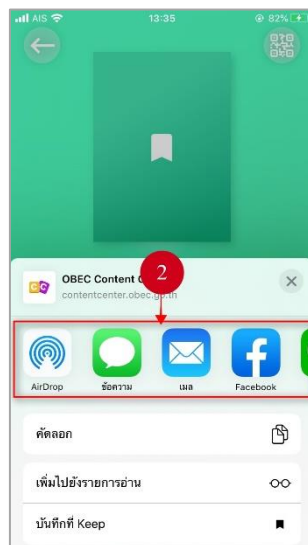 AIS 13:35 82%
OBEC Content C
2
contentcenter.obec.go.th
AirDrop ข้อความ เมล Facebook
คัดลอก
เพิ่มไปยังรายการอ่าน
บันทึกที่ Keep